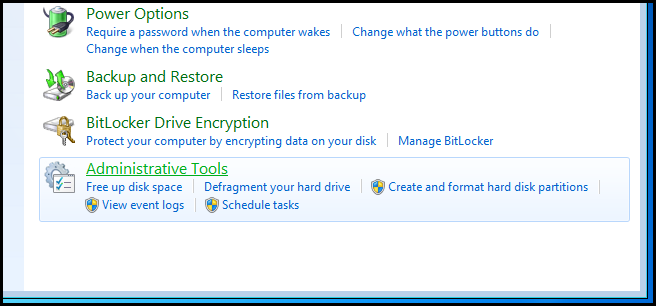 Power Options
Require a password when the computer wakes Change what the power buttons do
Change when the computer sleeps
Backup and Restore
Back up your computer Restore files from backup
BitLocker Drive Encryption
Protect your computer by encrypting data on your disk Manage BitLocker
Administrative Tools
Free up disk space Defragment your hard drive Create and format hard disk partitions
View event logs Schedule tasks